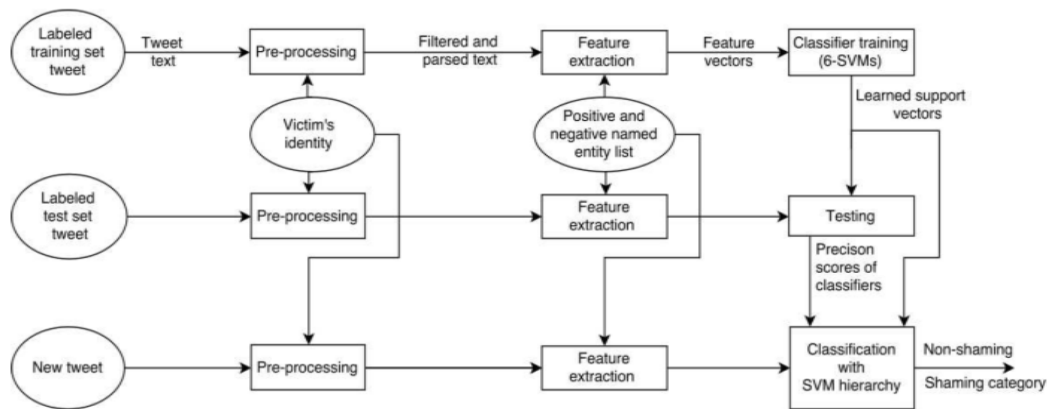 Labeled
training set
tweet
Tweet
text
Pre-processing
Filtered and
parsed text
Feature
extraction
Feature
vectors
Classifier training
(6-SVMs)
Victim's
identity
Positive and
negative named
entity list
Learned support
vectors
Labeled
test set
tweet
Pre-processing
Feature
extraction
Testing
Precison
scores of
classifiers
New tweet
Pre-processing
Feature
extraction
Classification
with
SVM hierarchy
Non-shaming
Shaming category